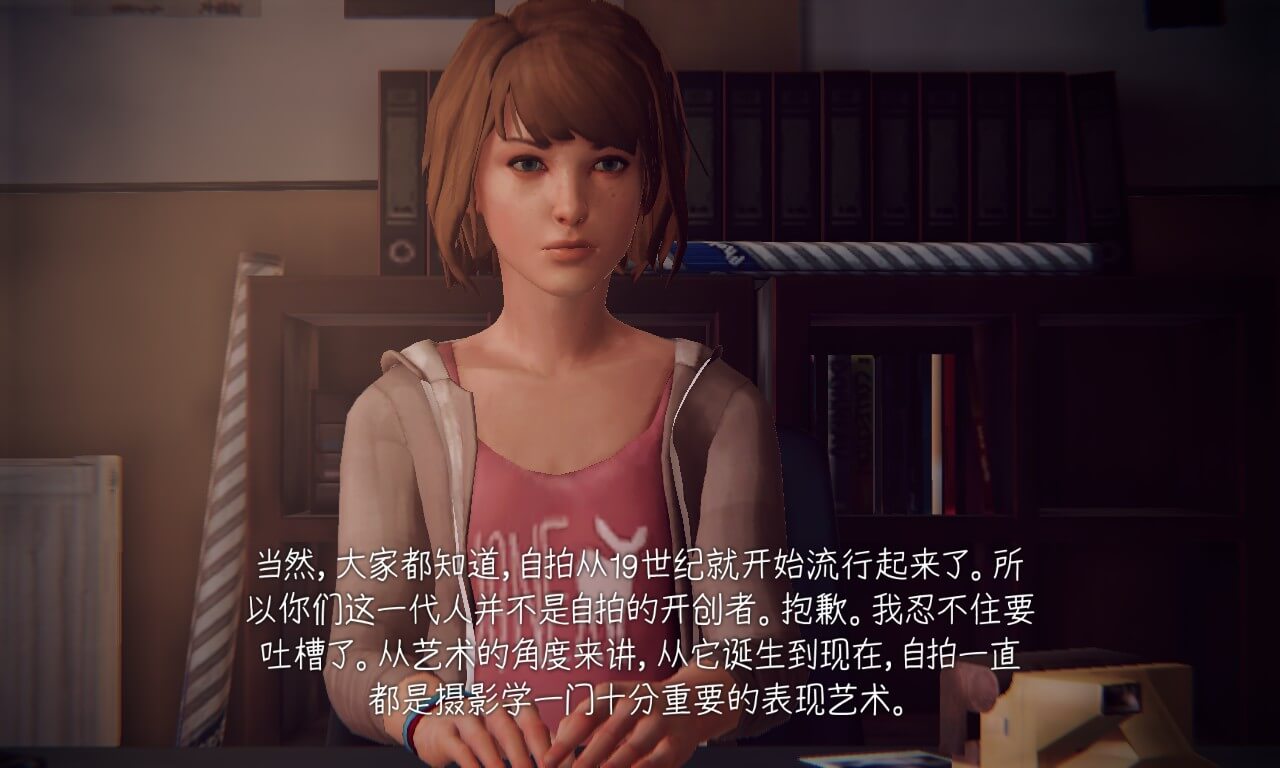 当然, 大家都知道, 自拍从19世纪就开始流行起来了。所
以你们这一代人并不是自拍的开创者。抱歉。我忍不住要
吐槽了。从艺术的角度来讲, 从它诞生到现在, 自拍一直
都是摄影学一门十分重要的表现艺术。